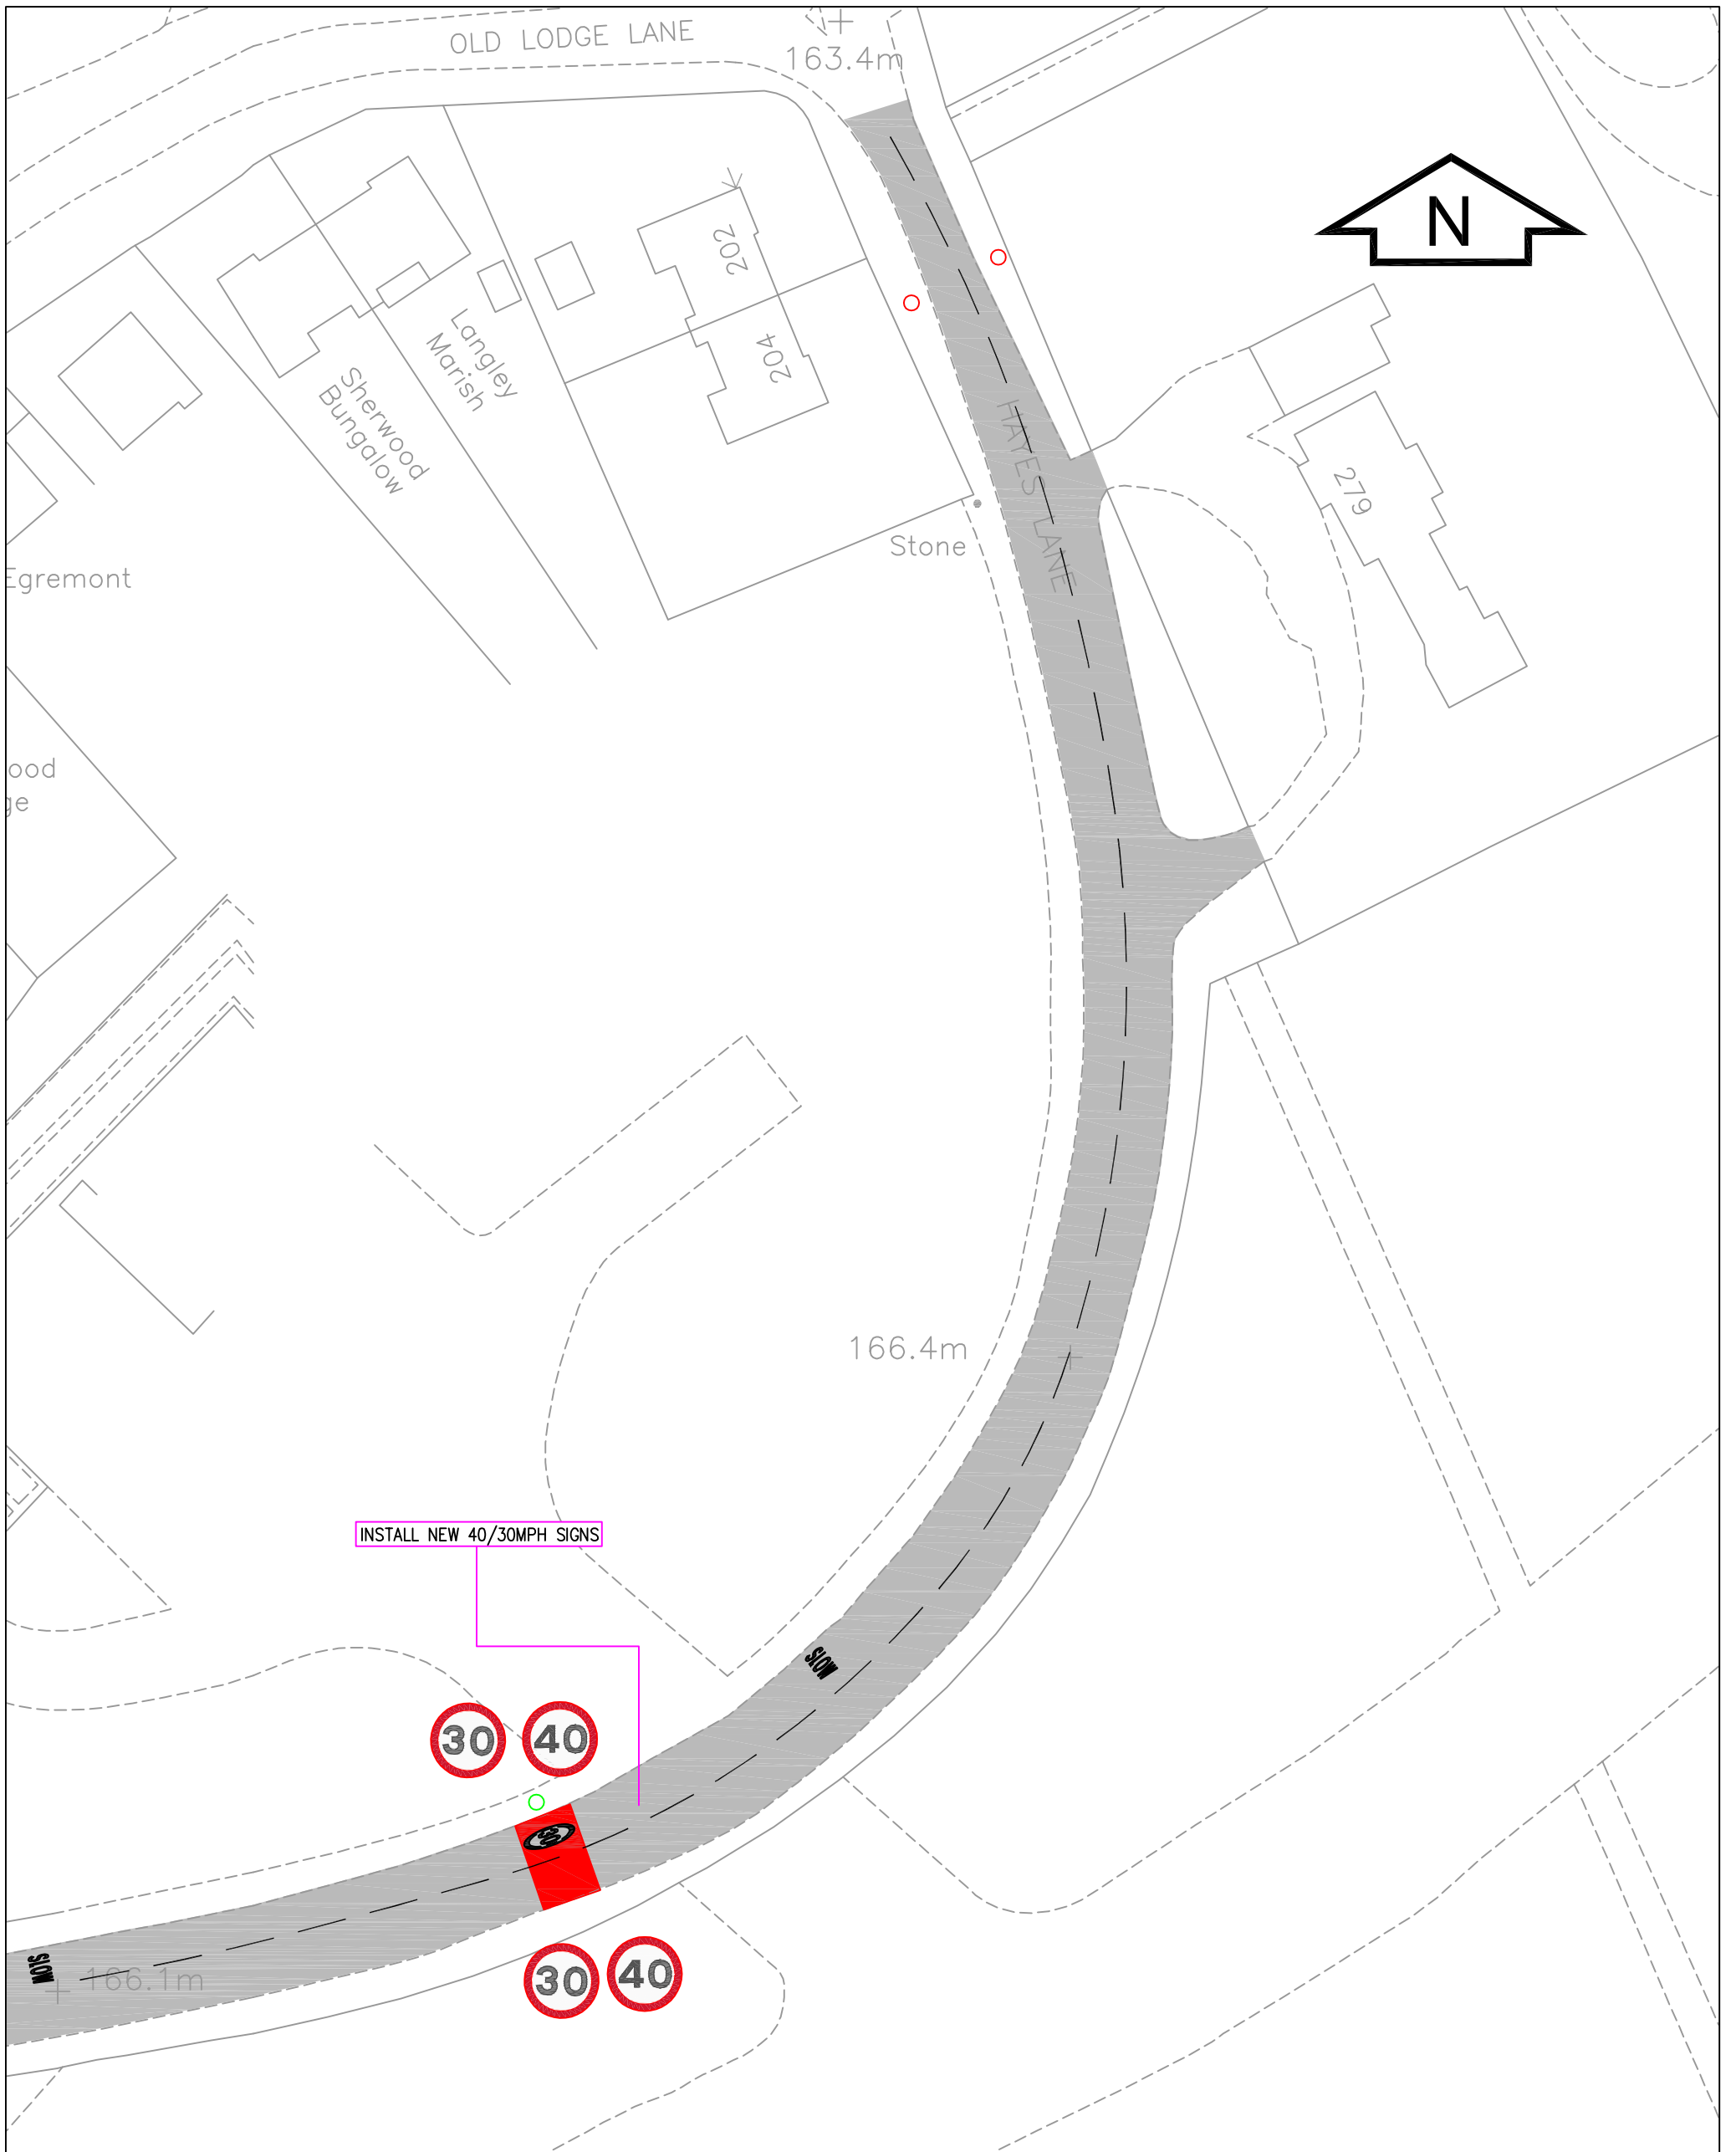 OLD LODGE LANE
163.4m
N
202
204
Langley
Marish
Sherwood
Bungalow
HAYES LANE
279
Stone
Egremont
ood
ge
166.4m
INSTALL NEW 40/30MPH SIGNS
SLOW
30
40
30
SLOW
166.1m
30
40